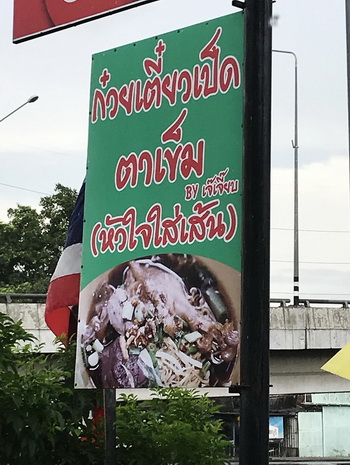 ก๋วยเตี๋ยวเป็ด
ตาเข็ม
BY เจ๊เจี๊ยบ
(หัวใจใส่เส้น)